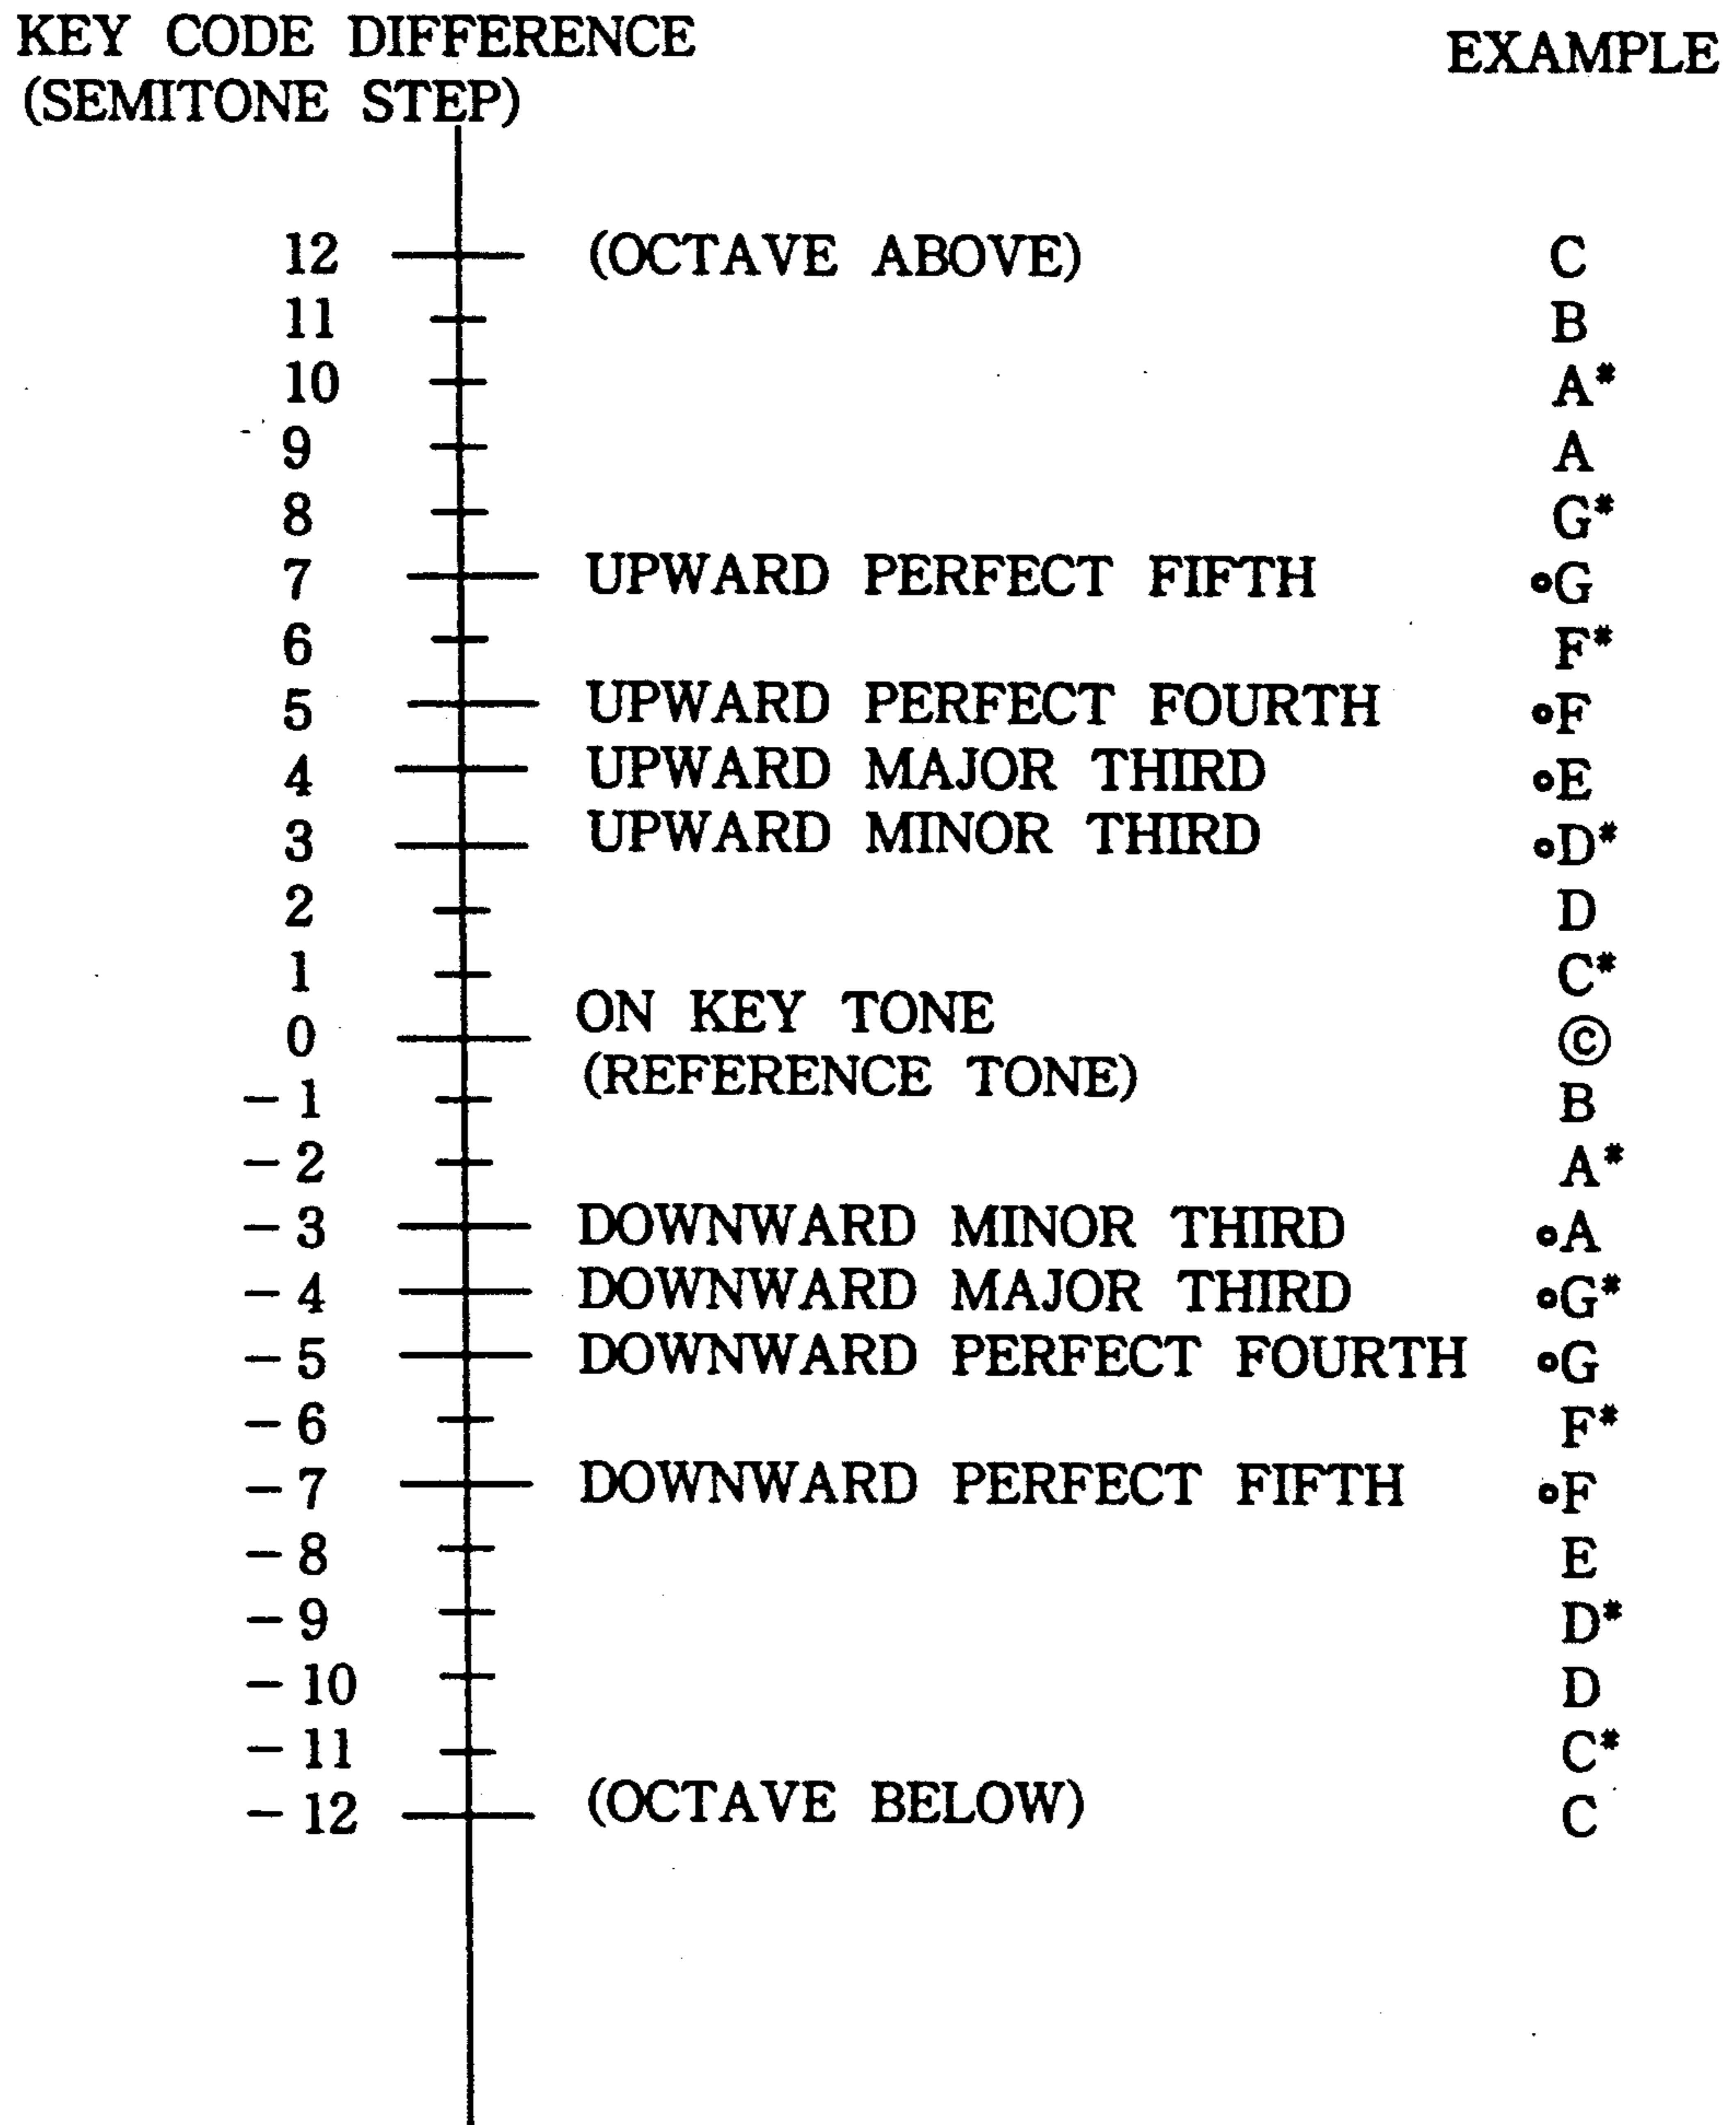 KEY CODE DIFFERENCE
(SEMITONE STEP)
EXAMPLE
12 (OCTAVE ABOVE) C
11 B
10 A#
9 A
8 G#
7 UPWARD PERFECT FIFTH ∘G
6 F#
5 UPWARD PERFECT FOURTH ∘F
4 UPWARD MAJOR THIRD ∘E
3 UPWARD MINOR THIRD ∘D#
2 D
1 C#
0 ON KEY TONE Ⓒ
(REFERENCE TONE)
-1 B
-2 A#
-3 DOWNWARD MINOR THIRD ∘A
-4 DOWNWARD MAJOR THIRD ∘G#
-5 DOWNWARD PERFECT FOURTH ∘G
-6 F#
-7 DOWNWARD PERFECT FIFTH ∘F
-8 E
-9 D#
-10 D
-11 C#
-12 (OCTAVE BELOW) C